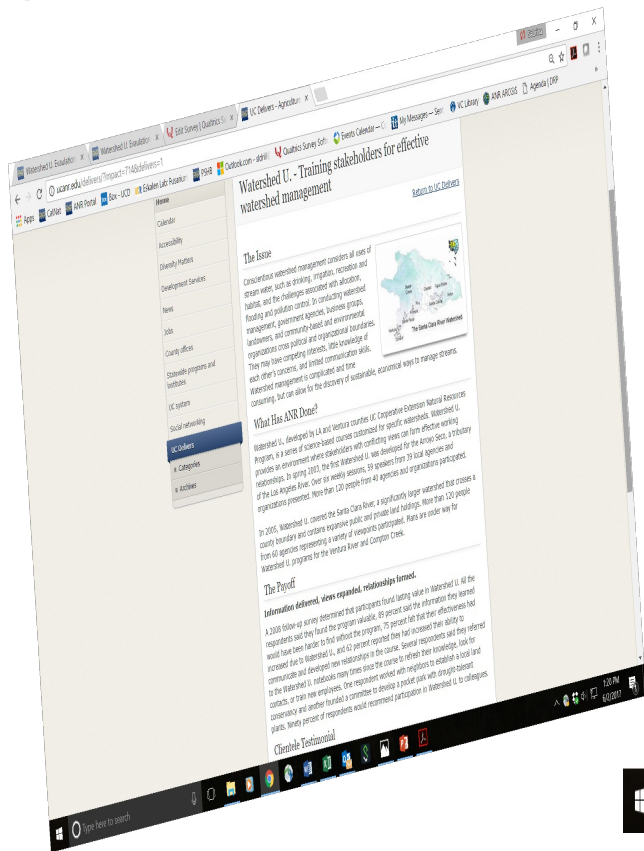 Watershed U. Evaluation
Watershed U. Evaluation
Edit Survey | Qualtrics
UC Delivers - Agriculture
ucanr.edu/delivers/?impact=714&delivers=1
Apps
CalNet
ANR Portal
Box - UCD
PSHB
Outlook.com
Qualtrics Survey
Events Calendar
My Messages
VC Library
ANR ARCGIS
Agenda | DRP
Home
Calendar
Accessibility
Diversity Matters
Development Services
News
Jobs
County offices
Statewide programs and
institutes
UC system
Social networking
UC Delivers
Categories
Archives
Watershed U. - Training stakeholders for effective
watershed management
Return to UC Delivers
The Issue
Conscientious watershed management considers all uses of
stream water, such as drinking, irrigation, recreation and
habitat, and the challenges associated with allocation,
flooding and pollution control. In conducting watershed
management, government agencies, business groups,
landowners, and community-based and environmental
organizations cross political and organizational boundaries.
They may have competing interests, little knowledge of
each other's concerns, and limited communication skills.
Watershed management is complicated and time
consuming, but can allow for the discovery of sustainable, economical ways to manage streams.
The Santa Clara River Watershed
What Has ANR Done?
Watershed U., developed by LA and Ventura counties UC Cooperative Extension Natural Resources
Program, is a series of science-based courses customized for specific watersheds. Watershed U.
provides an environment where stakeholders with conflicting views can form effective working
relationships. In spring 2003, the first Watershed U. was developed for the Arroyo Seco, a tributary
of the Los Angeles River. Over six weekly sessions, 59 speakers from 39 local agencies and
organizations presented. More than 120 people from 40 agencies and organizations participated.
In 2005, Watershed U. covered the Santa Clara River, a significantly larger watershed that crosses a
county boundary and contains expansive public and private land holdings. More than 120 people
from 60 agencies representing a variety of viewpoints participated. Plans are under way for
Watershed U. programs for the Ventura River and Compton Creek.
The Payoff
Information delivered, views expanded, relationships formed.
A 2008 follow-up survey determined that participants found lasting value in Watershed U. All the
respondents said they found the program valuable, 89 percent said the information they learned
would have been harder to find without the program, 75 percent felt that their effectiveness had
increased due to Watershed U., and 62 percent reported they had increased their ability to
communicate and developed new relationships in the course. Several respondents said they referred
to the Watershed U. notebooks many times since the course to refresh their knowledge, look for
contacts, or train new employees. One respondent worked with neighbors to establish a local land
conservancy and another founded a committee to develop a pocket park with drought-tolerant
plants. Ninety percent of respondents would recommend participation in Watershed U. to colleagues.
Clientele Testimonial
Type here to search
1:20 PM
6/2/2017